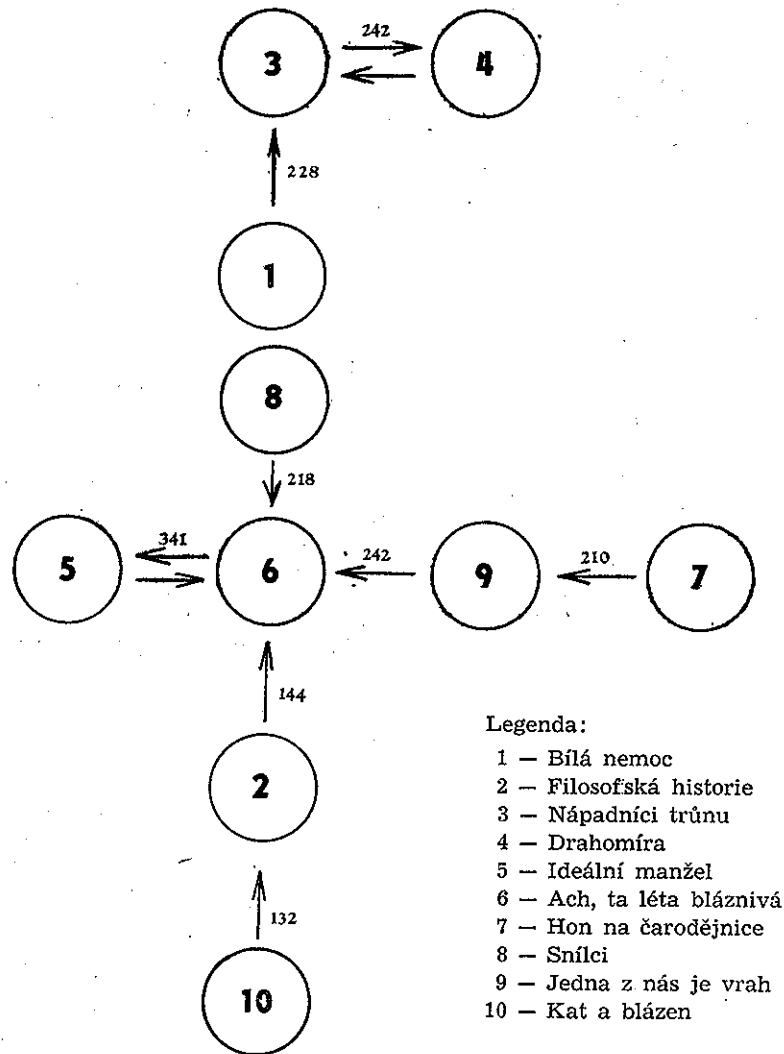 242
3
4
228
1
8
218
341
5
6
242
9
210
7
144
2
132
10
Legenda:
1 — Bílá nemoc
2 — Filosofská historie
3 — Nápadníci trůnu
4 — Drahomíra
5 — Ideální manžel
6 — Ach, ta léta bláznivá
7 — Hon na čarodějnice
8 — Snílci
9 — Jedna z nás je vrah
10 — Kat a blázen